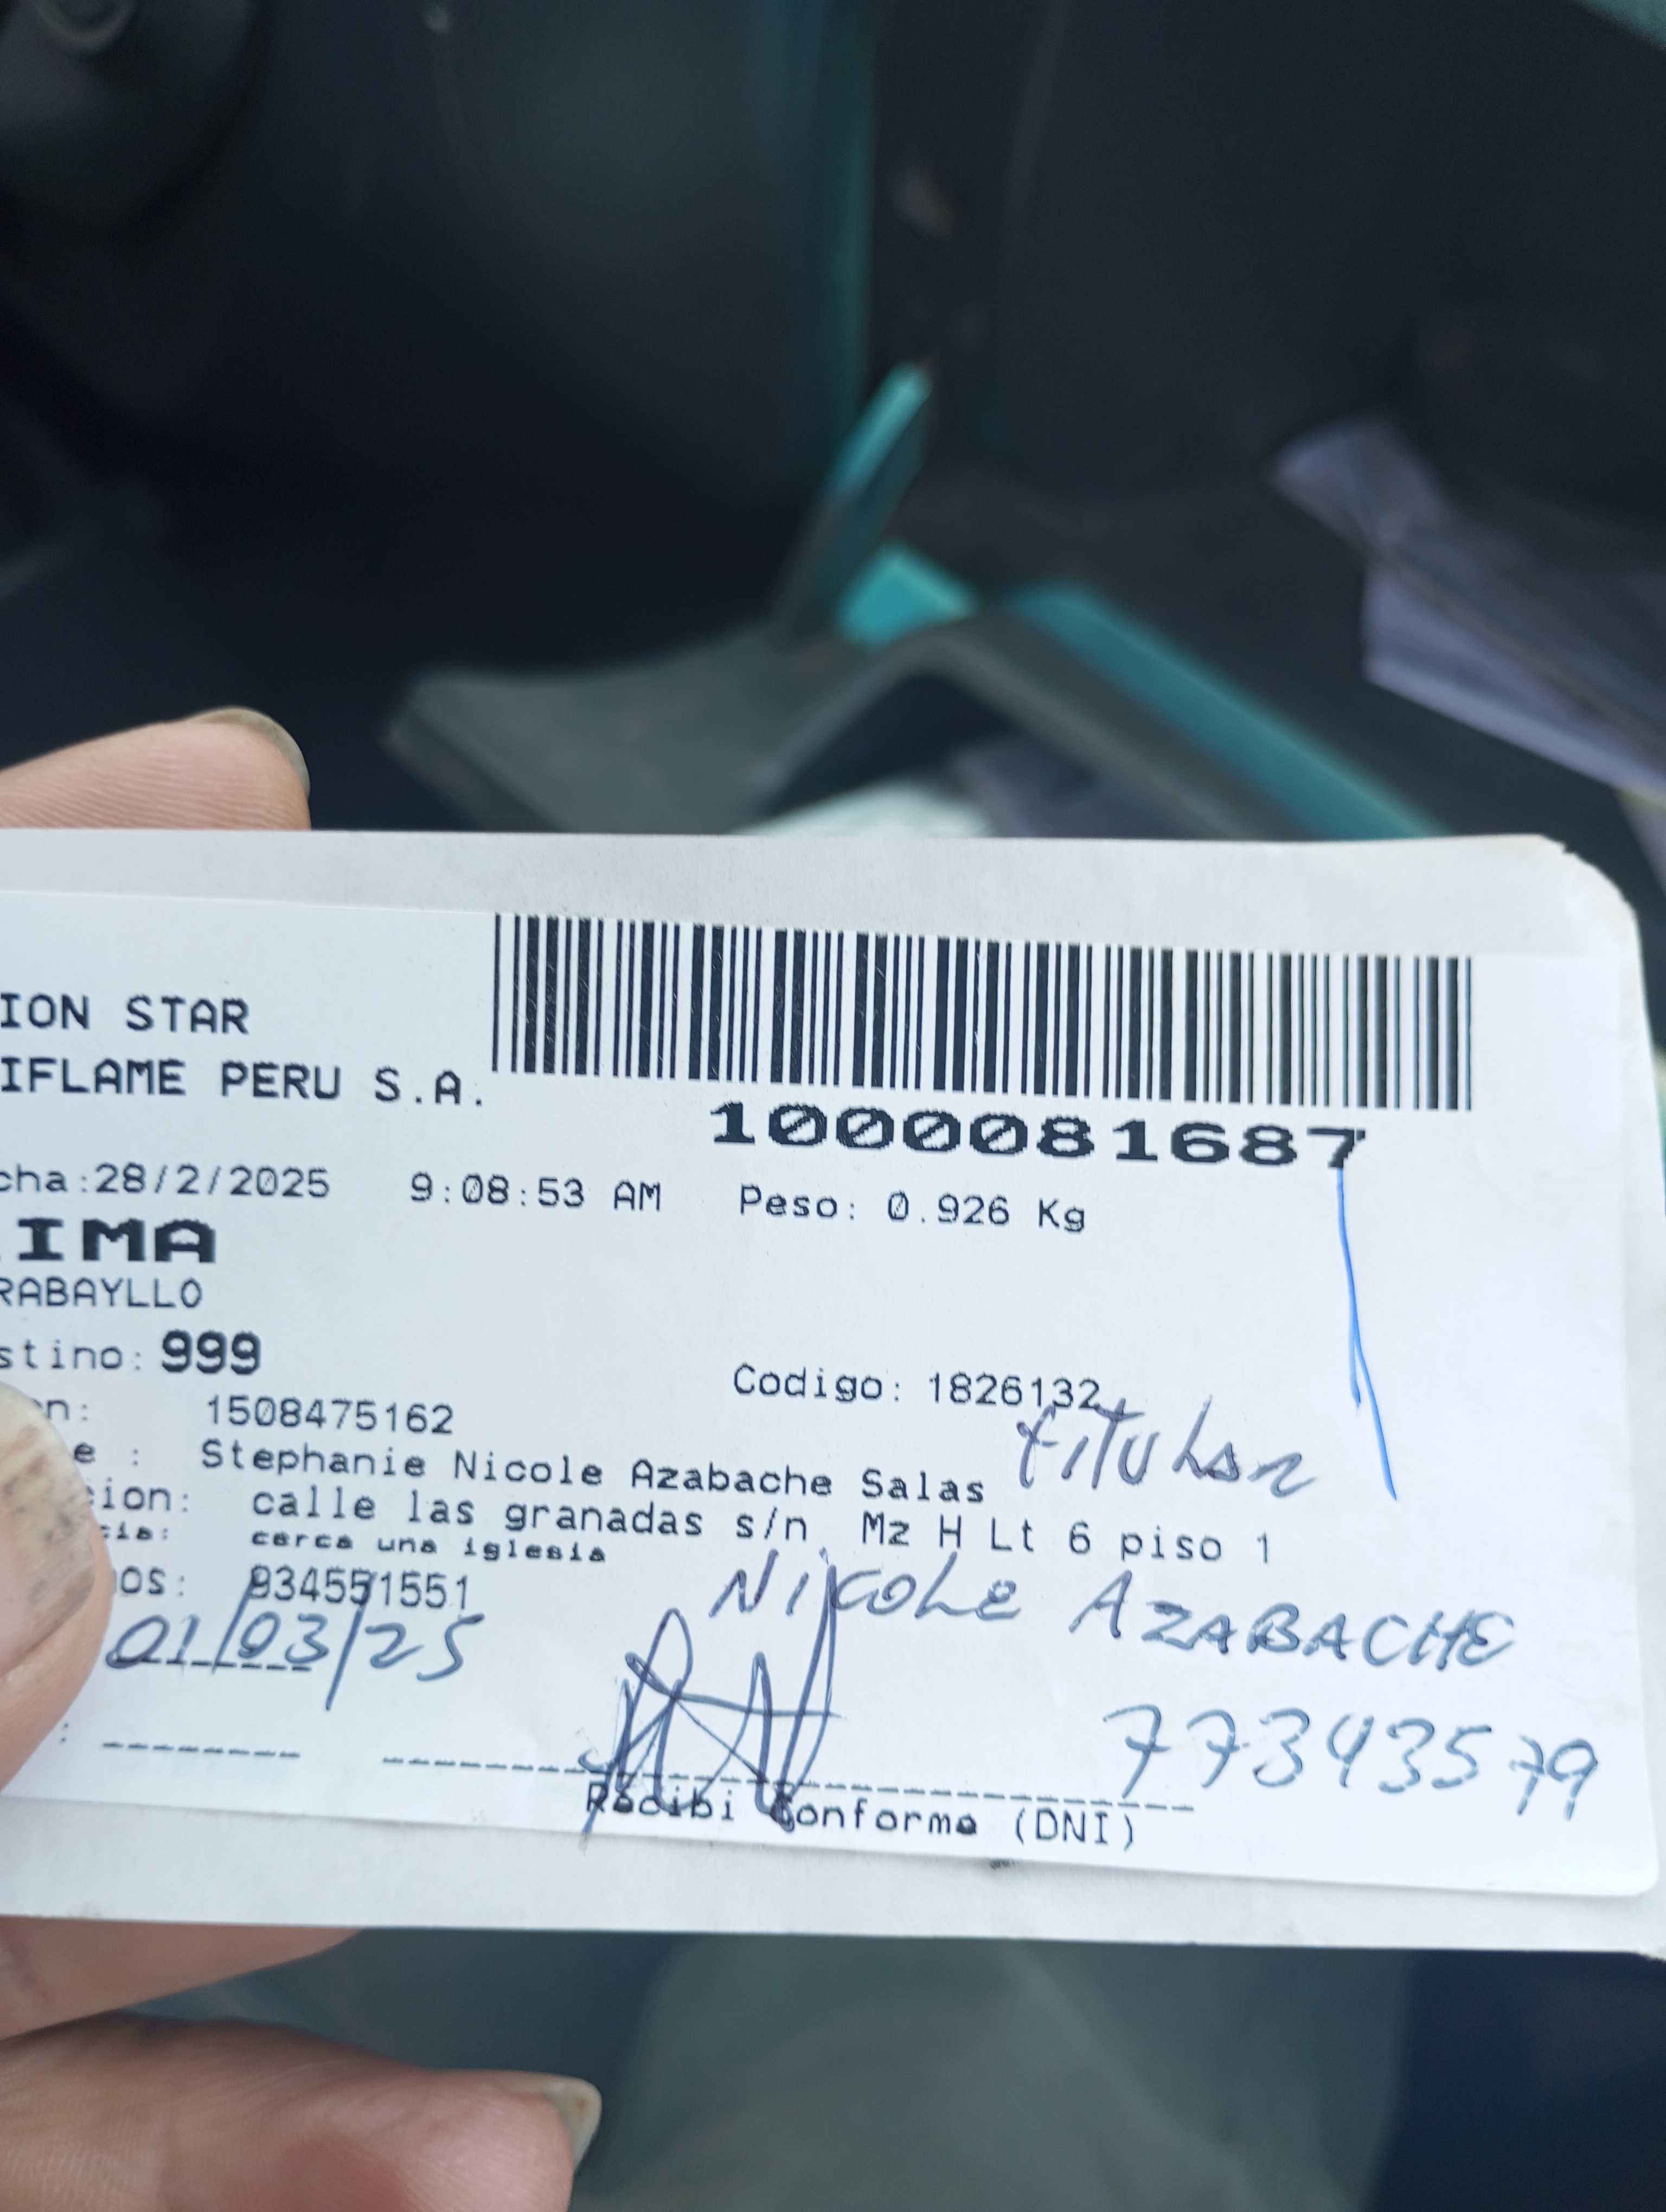 ION STAR
IFLAME PERU S.A.
1000081687
cha:28/2/2025 9:08:53 AM Peso: 0.926 Kg
IMA
RABAYLLO
stino: 999
Codigo: 1826132
n: 1508475162
titular
e : Stephanie Nicole Azabache Salas
cion: calle las granadas s/n Mz H Lt 6 piso 1
cia: cerca una iglesia
os: 934551551
NICOLE AZABACHE
01/03/25
77343579
: -------- --------
Recibi Conforme (DNI)